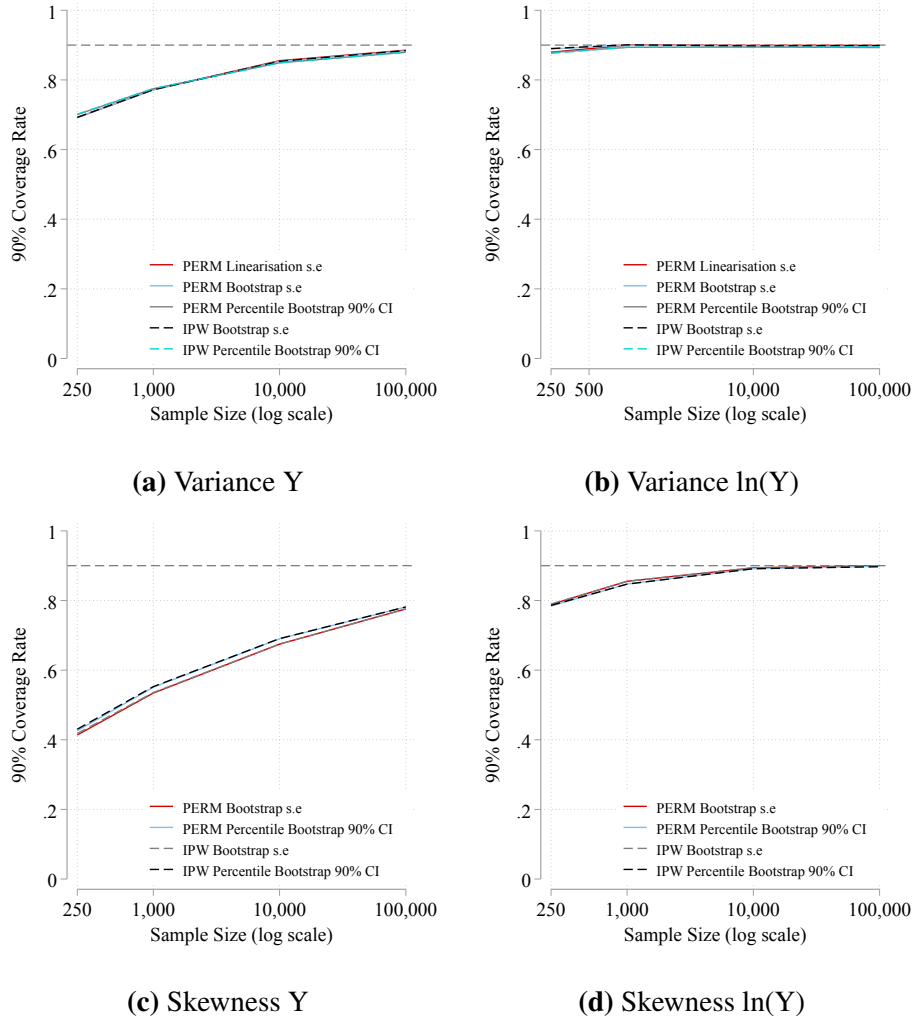 1
.8
.6
.4
.2
0
90% Coverage Rate
PERM Linearisation s.e
PERM Bootstrap s.e
PERM Percentile Bootstrap 90% CI
IPW Bootstrap s.e
IPW Percentile Bootstrap 90% CI
250 1,000 10,000 100,000
Sample Size (log scale)
(a) Variance Y
1
.8
.6
.4
.2
0
90% Coverage Rate
PERM Linearisation s.e
PERM Bootstrap s.e
PERM Percentile Bootstrap 90% CI
IPW Bootstrap s.e
IPW Percentile Bootstrap 90% CI
250 500 10,000 100,000
Sample Size (log scale)
(b) Variance ln(Y)
1
.8
.6
.4
.2
0
90% Coverage Rate
PERM Bootstrap s.e
PERM Percentile Bootstrap 90% CI
IPW Bootstrap s.e
IPW Percentile Bootstrap 90% CI
250 1,000 10,000 100,000
Sample Size (log scale)
(c) Skewness Y
1
.8
.6
.4
.2
0
90% Coverage Rate
PERM Bootstrap s.e
PERM Percentile Bootstrap 90% CI
IPW Bootstrap s.e
IPW Percentile Bootstrap 90% CI
250 1,000 10,000 100,000
Sample Size (log scale)
(d) Skewness ln(Y)